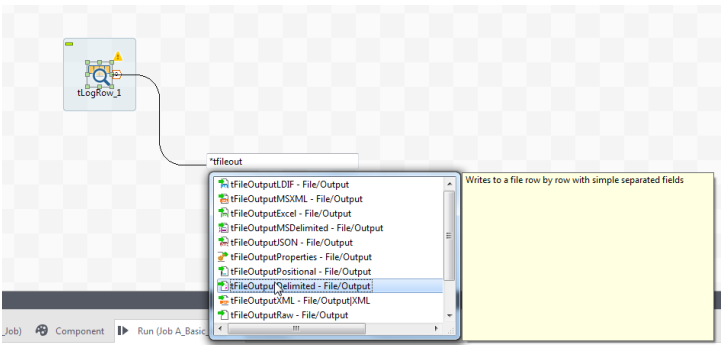 tLogRow_1
*tfileout
tFileOutputLDIF - File/Output
tFileOutputMSXML - File/Output
tFileOutputExcel - File/Output
tFileOutputMSDelimited - File/Output
tFileOutputJSON - File/Output
tFileOutputProperties - File/Output
tFileOutputPositional - File/Output
tFileOutputDelimited - File/Output
tFileOutputXML - File/Output|XML
tFileOutputRaw - File/Output
Writes to a file row by row with simple separated fields
_Job) Component Run (Job A_Basic_